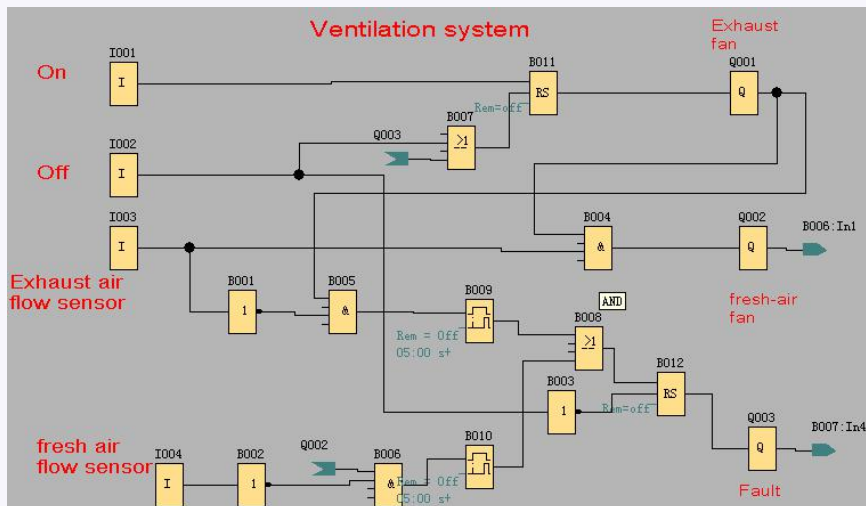 Ventilation system
Exhaust
fan
I001
On
I
B011
RS
Rem=off
Q001
Q
B007
≥1
Q003
I002
Off
I
I003
I
B004
&
Q002
Q
B006:In1
Exhaust air
flow sensor
B001
1
B005
&
B009
Rem = Off
05:00 s+
AND
B008
≥1
fresh-air
fan
B003
1
B012
RS
Rem=off
Q003
Q
B007:In4
Fault
fresh air
flow sensor
I004
I
B002
1
Q002
B006
&
B010
Rem = Off
05:00 s+